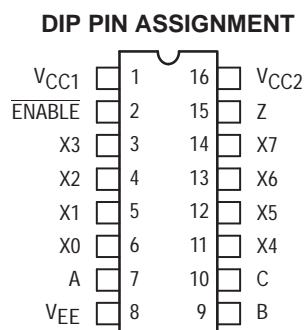 DIP PIN ASSIGNMENT
VCC1 1 16 VCC2
ENABLE 2 15 Z
X3 3 14 X7
X2 4 13 X6
X1 5 12 X5
X0 6 11 X4
A 7 10 C
VEE 8 9 B